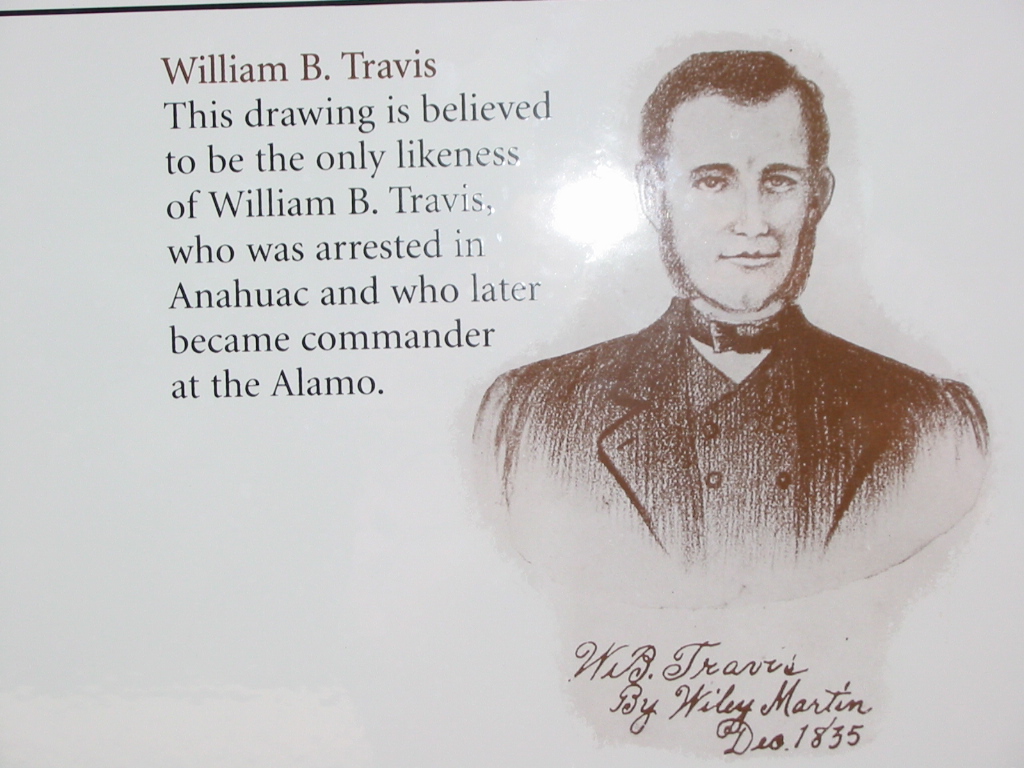 William B. Travis
This drawing is believed
to be the only likeness
of William B. Travis,
who was arrested in
Anahuac and who later
became commander
at the Alamo.
W.B. Travis
By Wiley Martin
Dec. 1835